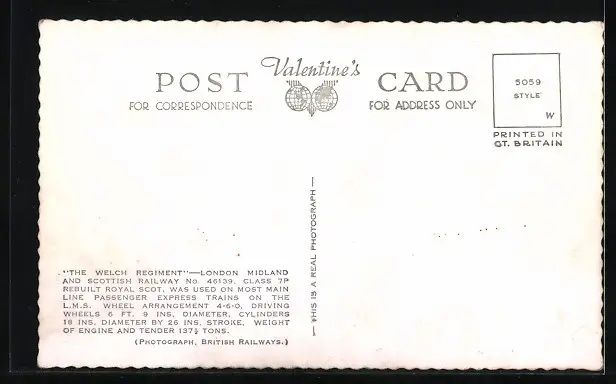 Valentine's
POST CARD
FOR CORRESPONDENCE
FOR ADDRESS ONLY
5059
STYLE
W
PRINTED IN
GT. BRITAIN
THIS IS A REAL PHOTOGRAPH
"THE WELCH REGIMENT"—LONDON MIDLAND
AND SCOTTISH RAILWAY No. 46139. CLASS 7P
REBUILT ROYAL SCOT. WAS USED ON MOST MAIN
LINE PASSENGER EXPRESS TRAINS ON THE
L.M.S. WHEEL ARRANGEMENT 4-6-0, DRIVING
WHEELS 6 FT. 9 INS. DIAMETER. CYLINDERS
18 INS. DIAMETER BY 26 INS. STROKE. WEIGHT
OF ENGINE AND TENDER 137½ TONS.
(PHOTOGRAPH, BRITISH RAILWAYS.)